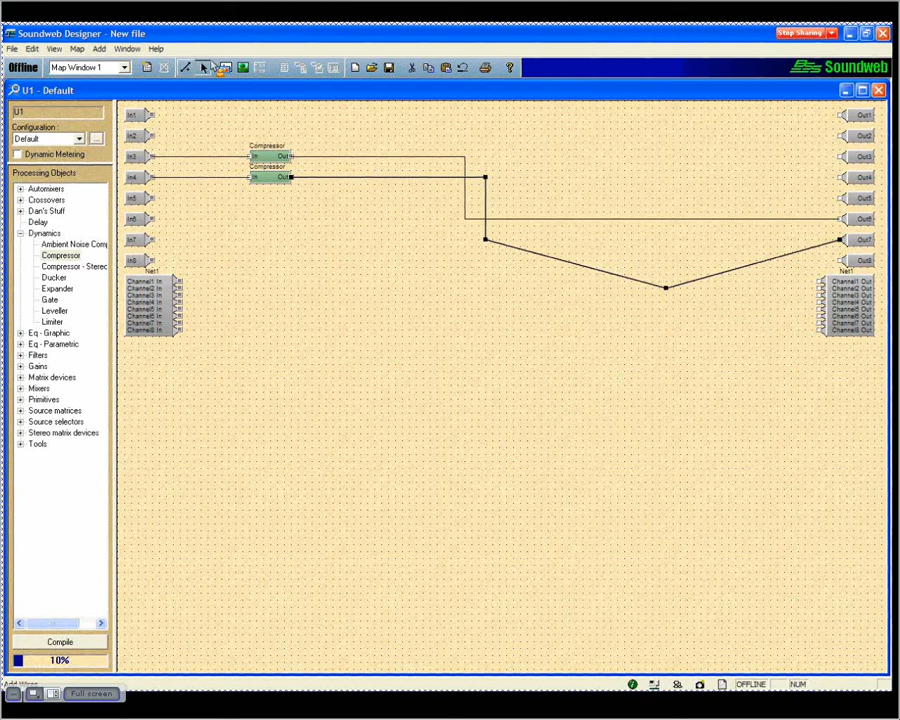 Soundweb Designer - New file
Stop Sharing
File Edit View Map Add Window Help
Offline Map Window 1
Soundweb
U1 - Default
U1
Configuration :
Default ...
Dynamic Metering
Processing Objects
Automixers
Crossovers
Dan's Stuff
Delay
Dynamics
Ambient Noise Comp
Compressor
Compressor - Stereo
Ducker
Expander
Gate
Leveller
Limiter
Eq - Graphic
Eq - Parametric
Filters
Gains
Matrix devices
Mixers
Primitives
Source matrices
Source selectors
Stereo matrix devices
Tools
Compile
10%
In1
In2
In3
In4
In5
In6
In7
In8
Net1
Channel1 In
Channel2 In
Channel3 In
Channel4 In
Channel5 In
Channel6 In
Channel7 In
Channel8 In
Compressor
In Out
Compressor
In Out
Out1
Out2
Out3
Out4
Out5
Out6
Out7
Out8
Net1
Channel1 Out
Channel2 Out
Channel3 Out
Channel4 Out
Channel5 Out
Channel6 Out
Channel7 Out
Channel8 Out
OFFLINE NUM
Full screen